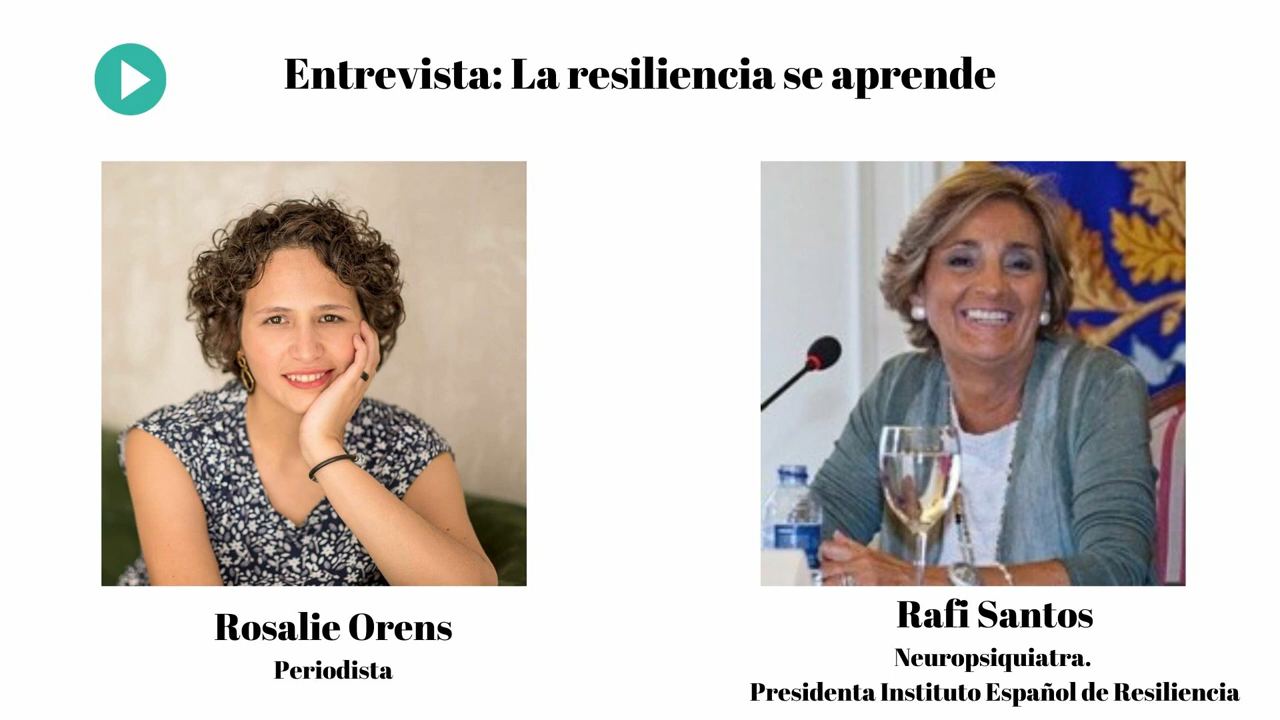 Entrevista: La resiliencia se aprende
Rosalie Orens
Periodista
Rafi Santos
Neuropsiquiatra.
Presidenta Instituto Español de Resiliencia